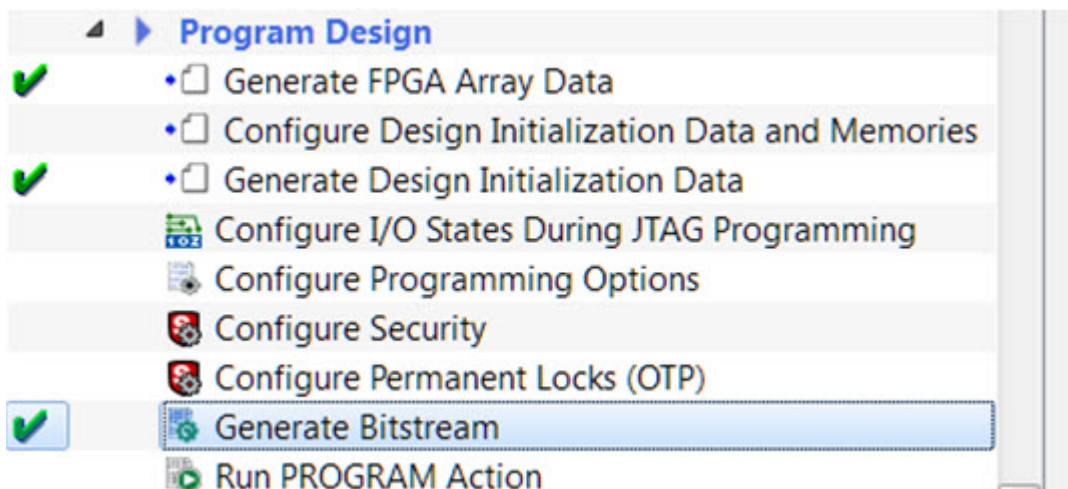 Program Design
Generate FPGA Array Data
Configure Design Initialization Data and Memories
Generate Design Initialization Data
Configure I/O States During JTAG Programming
Configure Programming Options
Configure Security
Configure Permanent Locks (OTP)
Generate Bitstream
Run PROGRAM Action